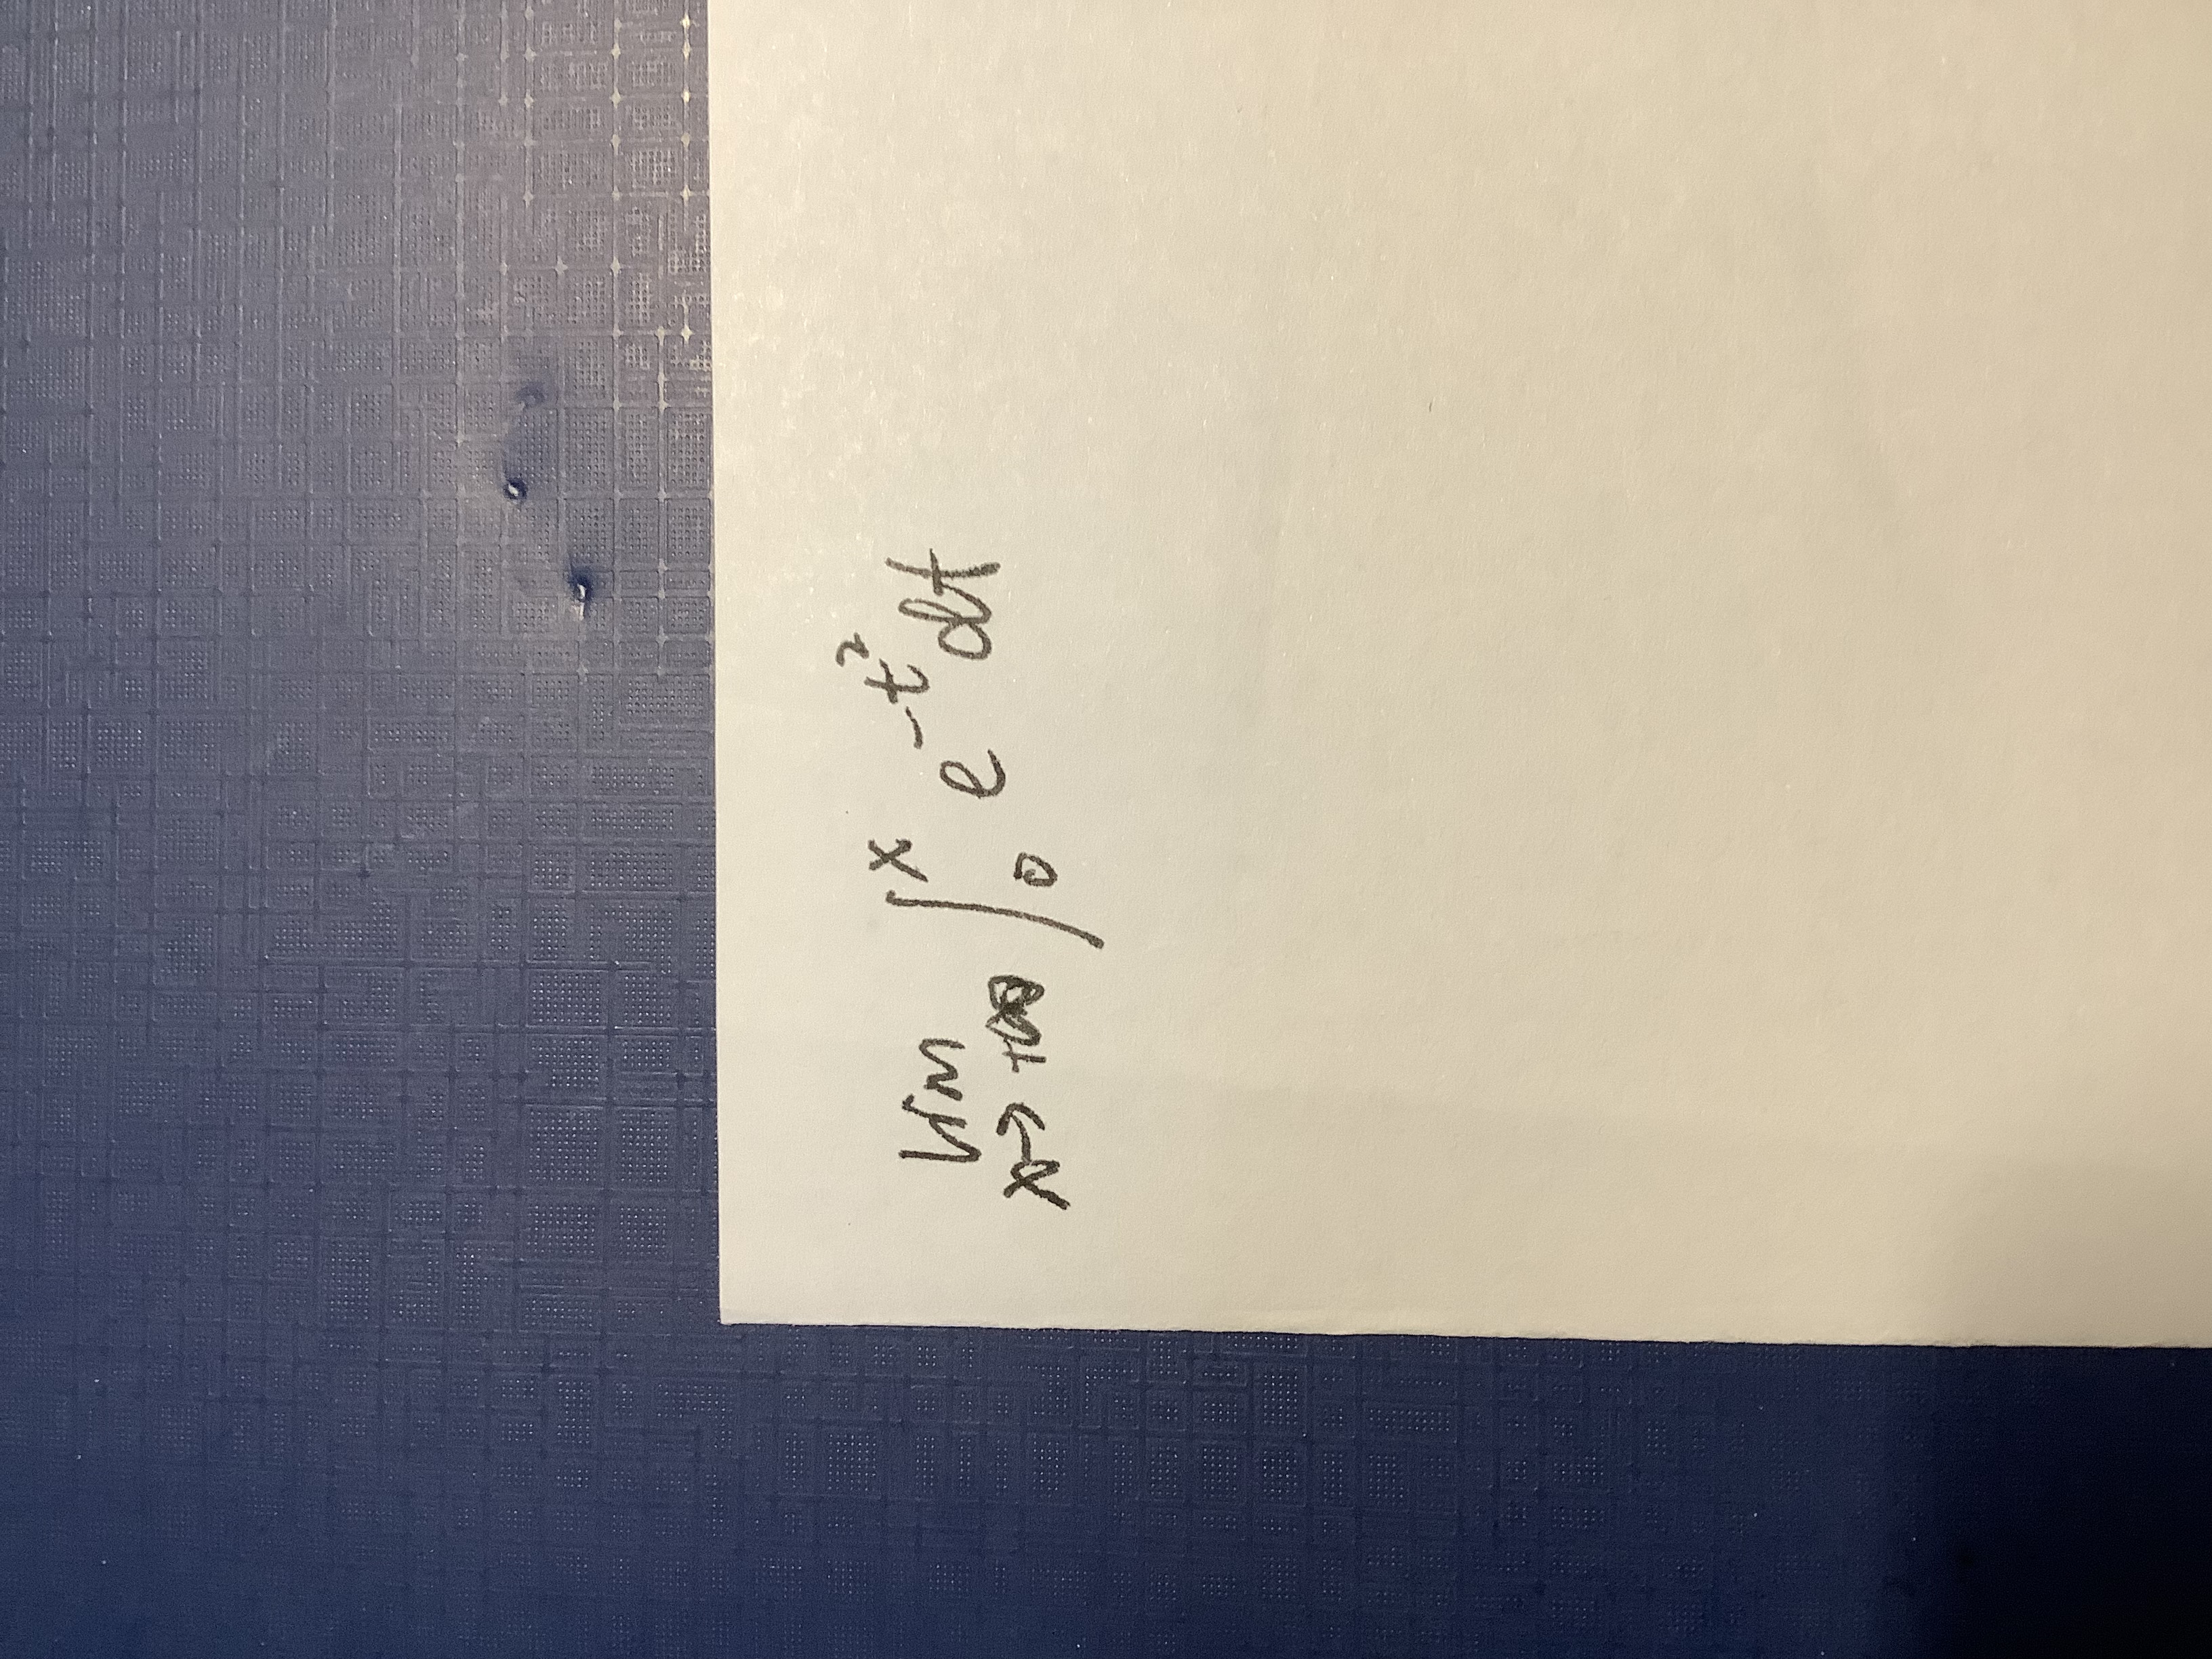 lim ∫₀ˣ e^{-t²} dt
x→+∞